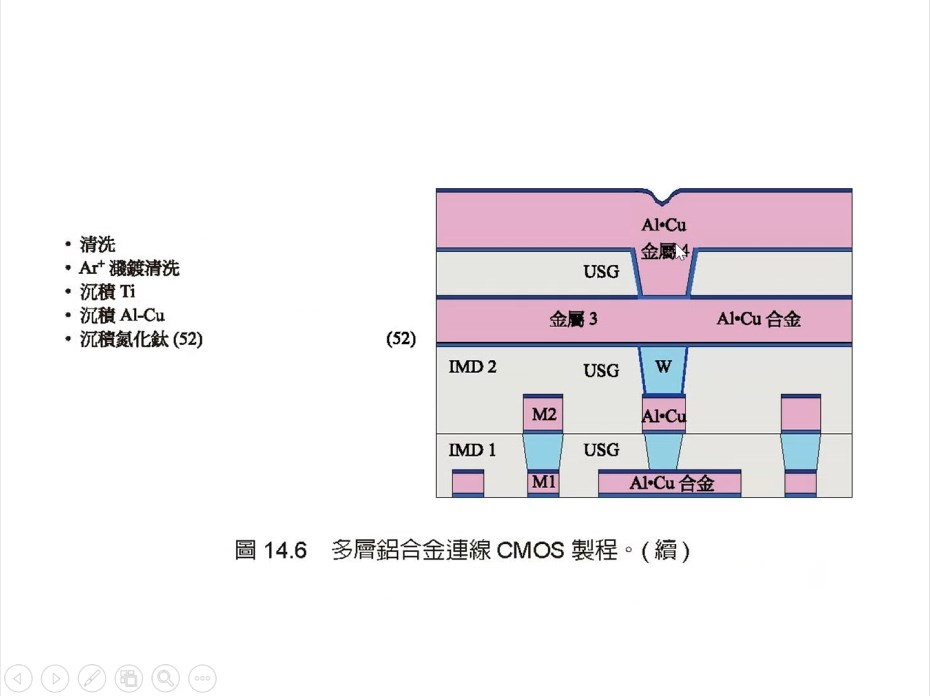 • 清洗
• Ar⁺ 濺鍍清洗
• 沉積 Ti
• 沉積 Al-Cu
• 沉積氮化鈦 (52)
(52)
Al•Cu
金屬 4
USG
金屬 3
Al•Cu 合金
IMD 2
USG
W
M2
Al•Cu
IMD 1
USG
M1
Al•Cu 合金
圖 14.6 多層鋁合金連線 CMOS 製程。(續)